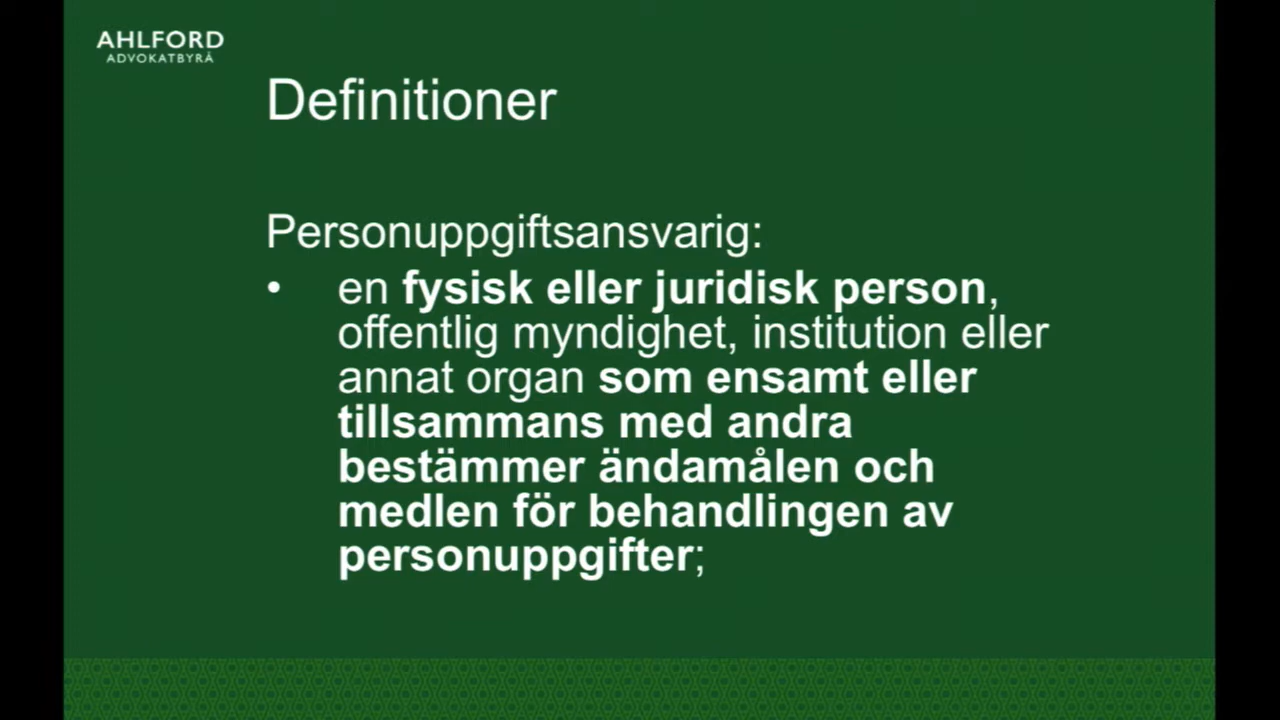 AHLFORD
ADVOKATBYRÅ
Definitioner
Personuppgiftsansvarig:
• en fysisk eller juridisk person,
offentlig myndighet, institution eller
annat organ som ensamt eller
tillsammans med andra
bestämmer ändamålen och
medlen för behandlingen av
personuppgifter;